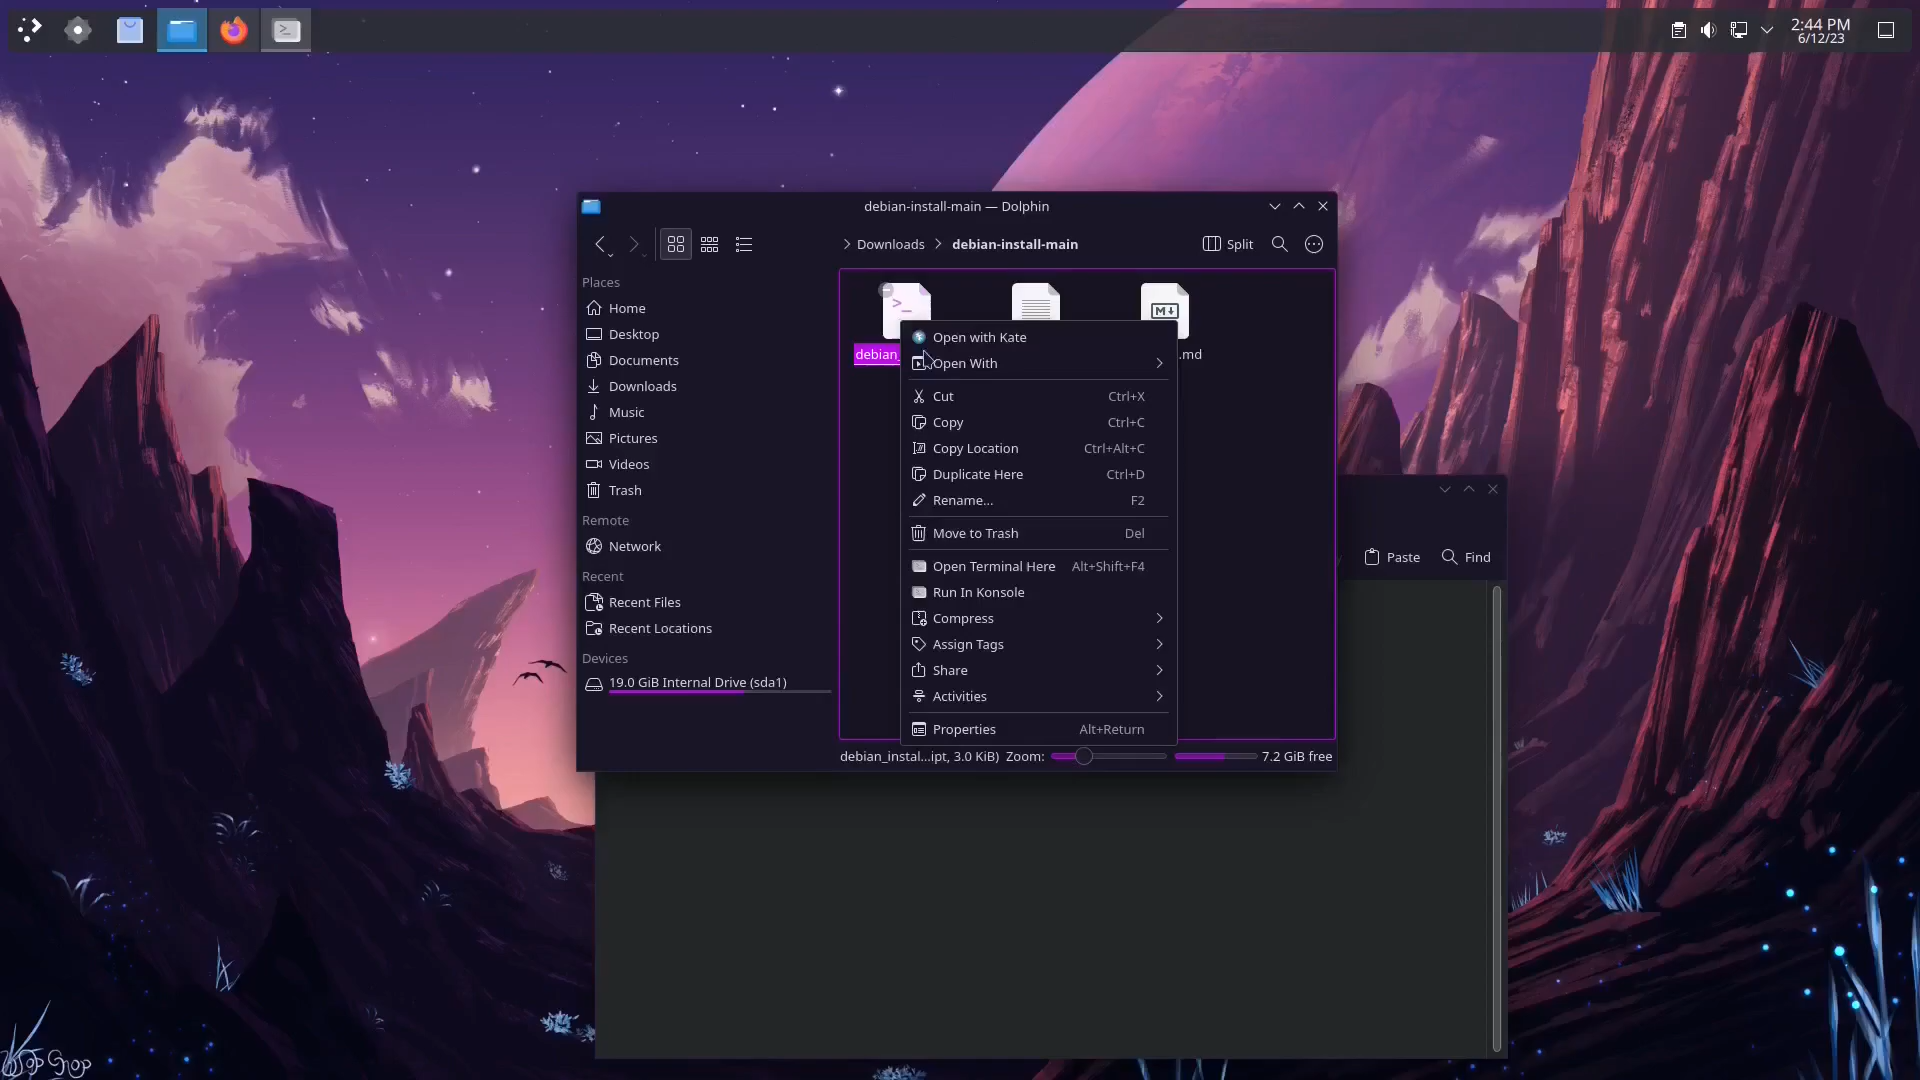 2:44 PM
6/12/23
debian-install-main — Dolphin
Downloads
debian-install-main
Split
Places
Home
Desktop
Documents
Downloads
Music
Pictures
Videos
Trash
Remote
Network
Recent
Recent Files
Recent Locations
Devices
19.0 GiB Internal Drive (sda1)
debian_
.md
Open with Kate
Open With
Cut Ctrl+X
Copy Ctrl+C
Copy Location Ctrl+Alt+C
Duplicate Here Ctrl+D
Rename... F2
Move to Trash Del
Open Terminal Here Alt+Shift+F4
Run In Konsole
Compress
Assign Tags
Share
Activities
Properties Alt+Return
debian_instal...ipt, 3.0 KiB) Zoom: 7.2 GiB free
Paste Find